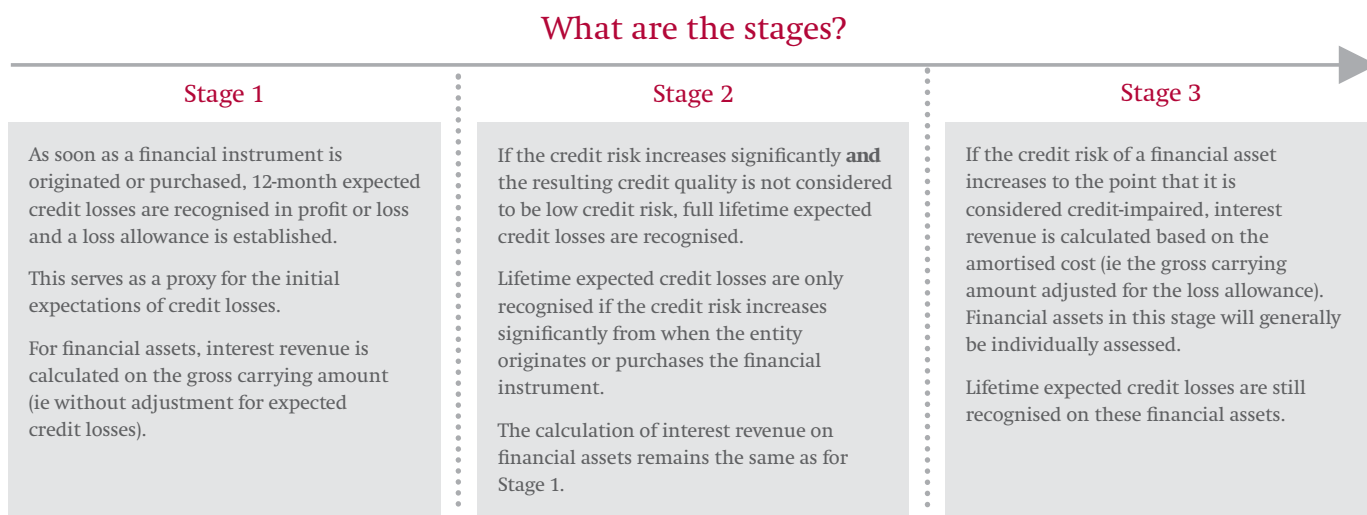 What are the stages?
Stage 1
As soon as a financial instrument is
originated or purchased, 12-month expected
credit losses are recognised in profit or loss
and a loss allowance is established.
This serves as a proxy for the initial
expectations of credit losses.
For financial assets, interest revenue is
calculated on the gross carrying amount
(ie without adjustment for expected
credit losses).
Stage 2
If the credit risk increases significantly and
the resulting credit quality is not considered
to be low credit risk, full lifetime expected
credit losses are recognised.
Lifetime expected credit losses are only
recognised if the credit risk increases
significantly from when the entity
originates or purchases the financial
instrument.
The calculation of interest revenue on
financial assets remains the same as for
Stage 1.
Stage 3
If the credit risk of a financial asset
increases to the point that it is
considered credit-impaired, interest
revenue is calculated based on the
amortised cost (ie the gross carrying
amount adjusted for the loss allowance).
Financial assets in this stage will generally
be individually assessed.
Lifetime expected credit losses are still
recognised on these financial assets.